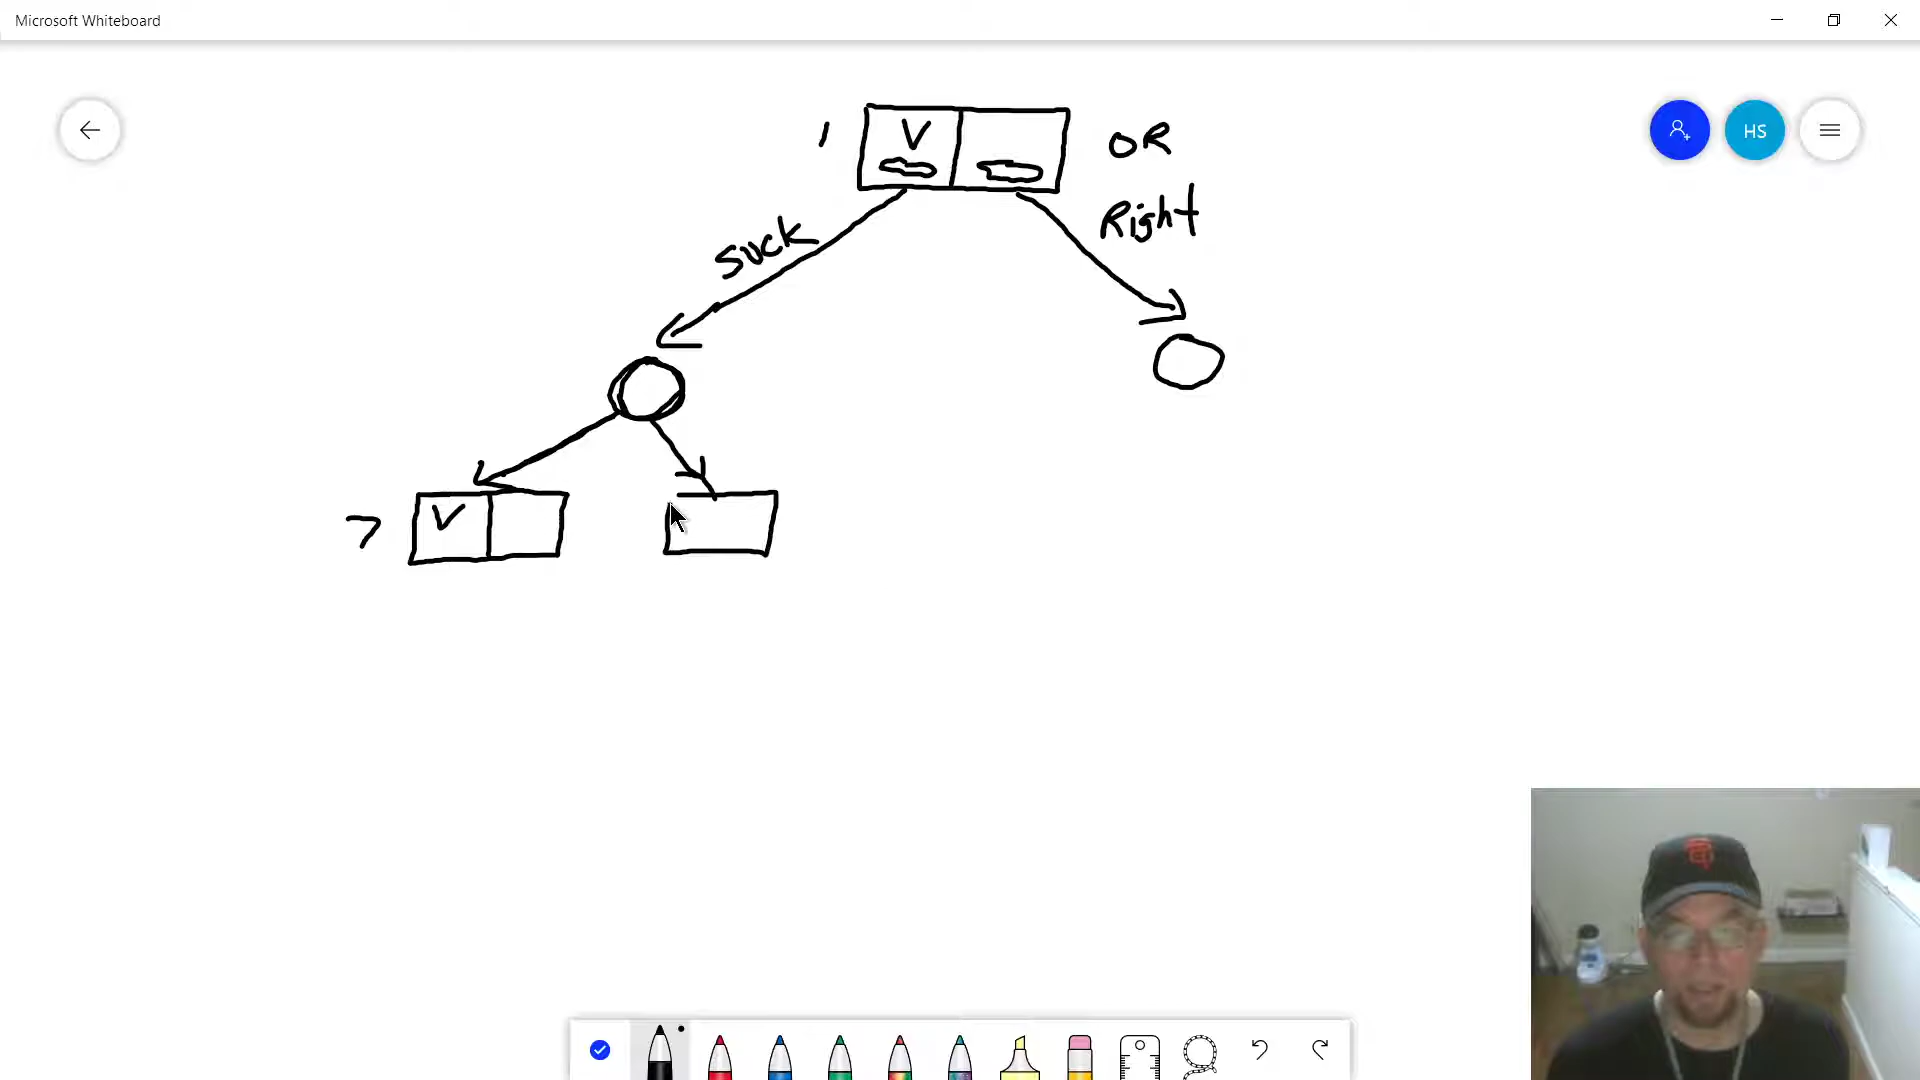 Microsoft Whiteboard
HS
1 V OR
Right
SUCK
7 V